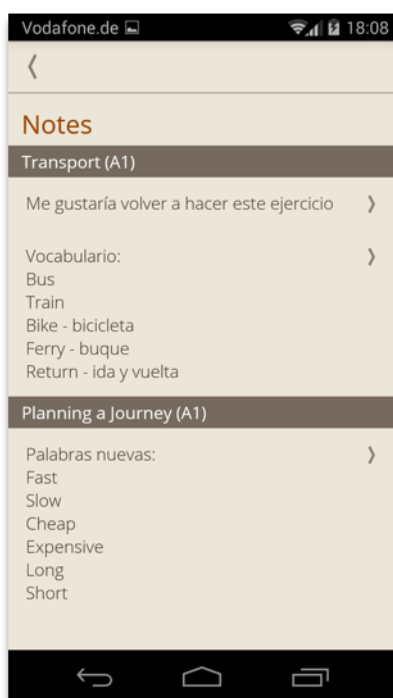 Vodafone.de 18:08
Notes
Transport (A1)
Me gustaría volver a hacer este ejercicio
Vocabulario:
Bus
Train
Bike - bicicleta
Ferry - buque
Return - ida y vuelta
Planning a Journey (A1)
Palabras nuevas:
Fast
Slow
Cheap
Expensive
Long
Short